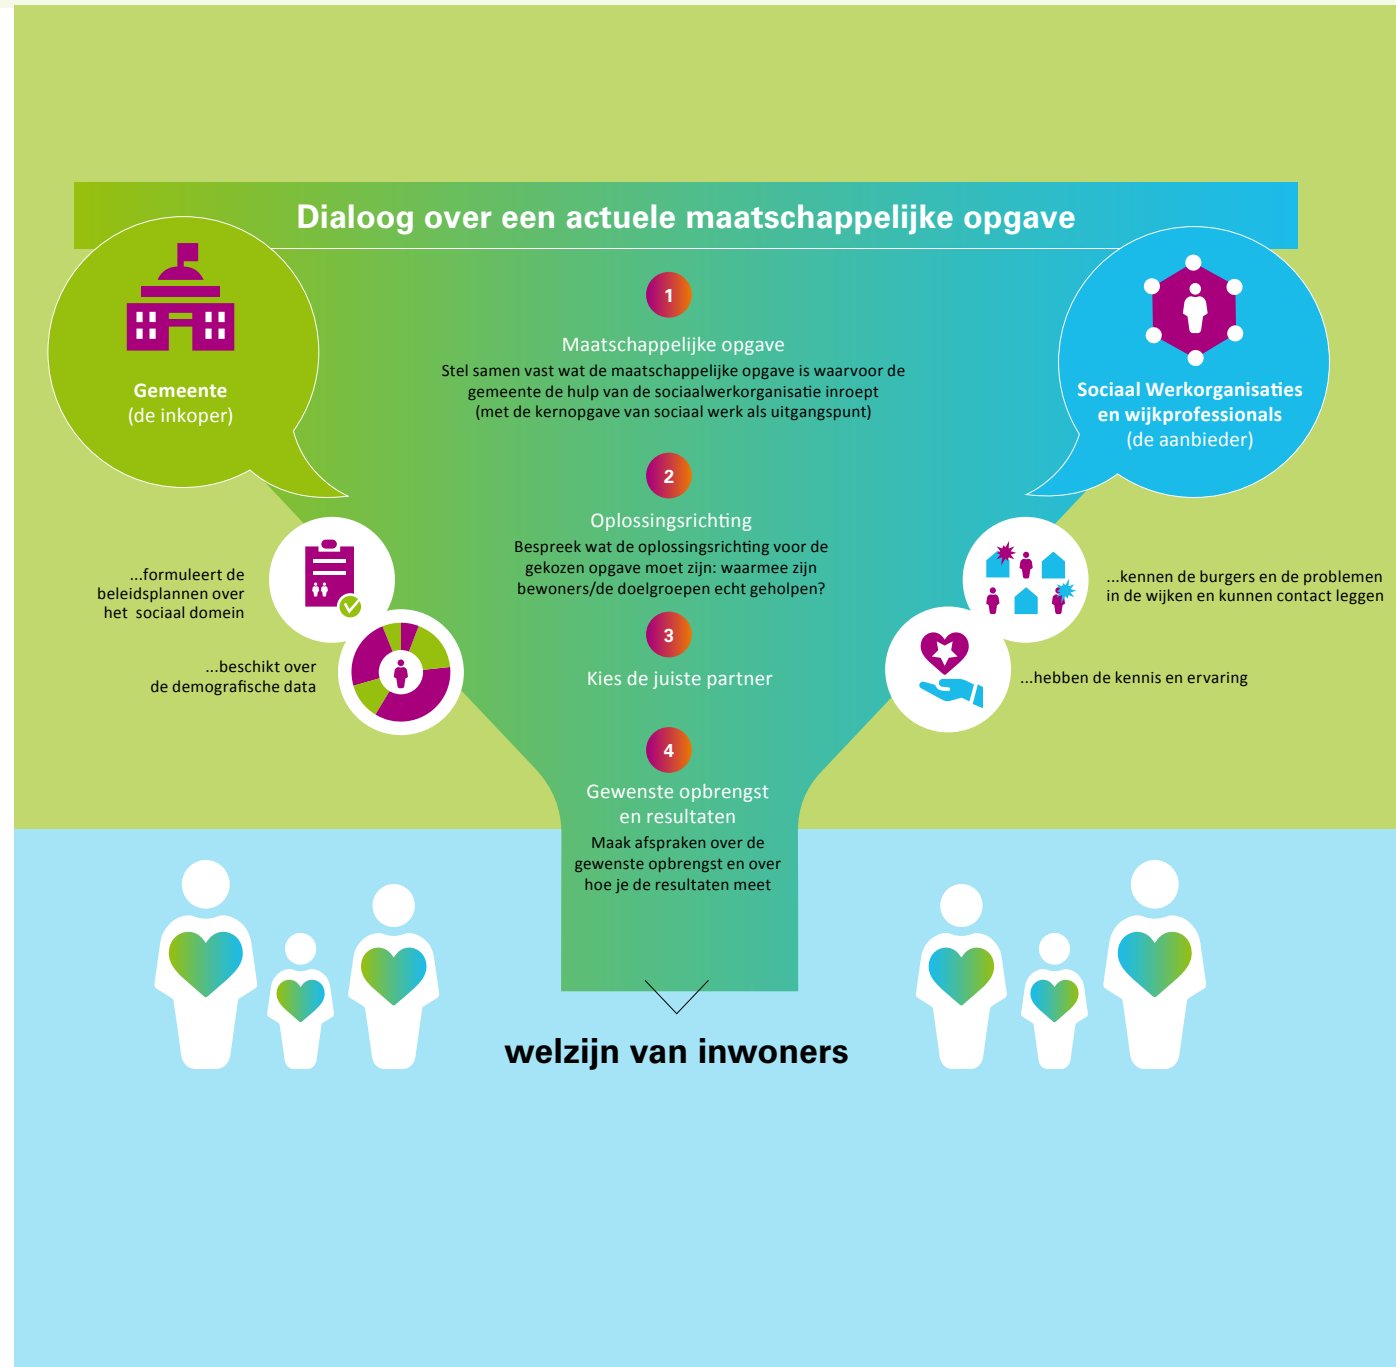 Dialoog over een actuele maatschappelijke opgave
Gemeente
(de inkoper)
...formuleert de
beleidsplannen over
het sociaal domein
...beschikt over
de demografische data
1
Maatschappelijke opgave
Stel samen vast wat de maatschappelijke opgave is waarvoor de
gemeente de hulp van de sociaalwerkorganisatie inroept
(met de kernopgave van sociaal werk als uitgangspunt)
2
Oplossingsrichting
Bespreek wat de oplossingsrichting voor de
gekozen opgave moet zijn: waarmee zijn
bewoners/de doelgroepen echt geholpen?
3
Kies de juiste partner
4
Gewenste opbrengst
en resultaten
Maak afspraken over de
gewenste opbrengst en over
hoe je de resultaten meet
Sociaal Werkorganisaties
en wijkprofessionals
(de aanbieder)
...kennen de burgers en de problemen
in de wijken en kunnen contact leggen
...hebben de kennis en ervaring
welzijn van inwoners